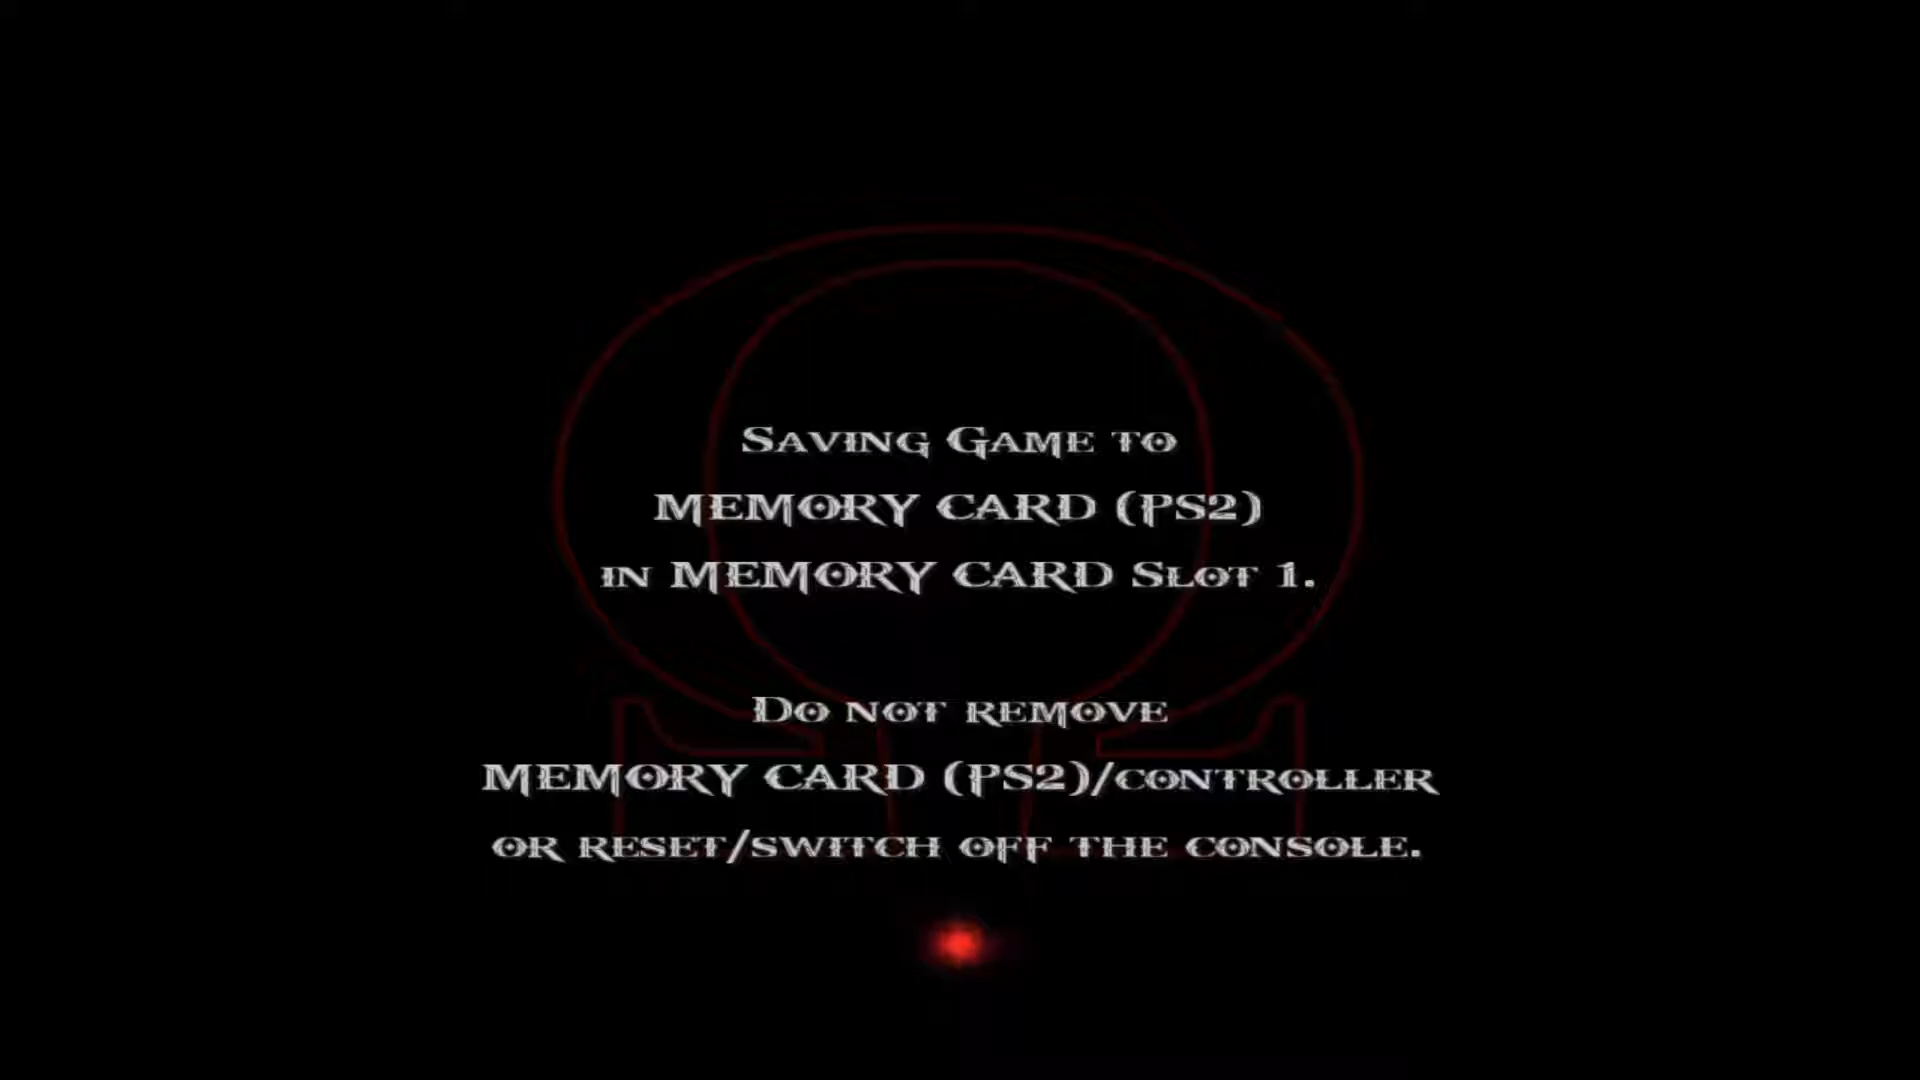 Saving Game to
MEMORY CARD (PS2)
in MEMORY CARD Slot 1.
Do not remove
MEMORY CARD (PS2)/controller
or reset/switch off the console.